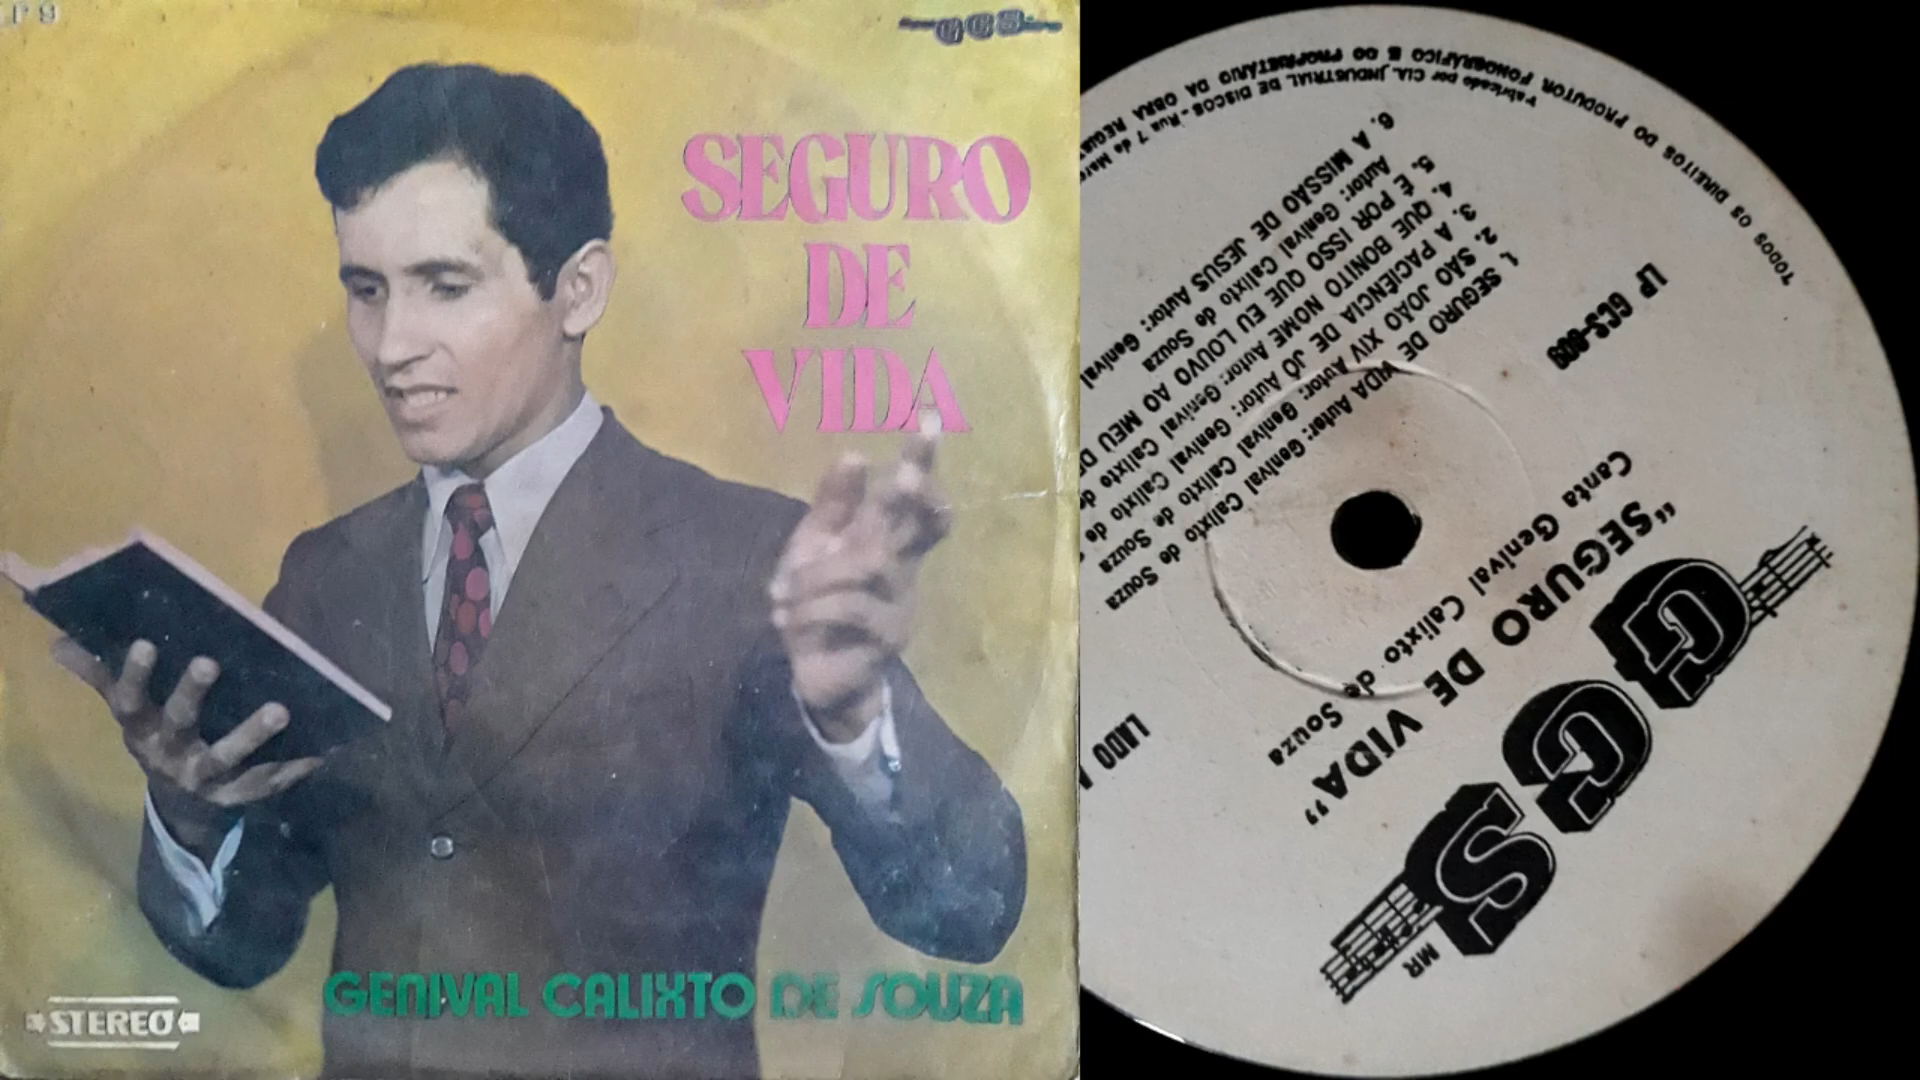 LP 9
GCS
SEGURO
DE
VIDA
GENIVAL CALIXTO DE SOUZA
STEREO
GCS
MR
"SEGURO DE VIDA"
Canta Genival Calixto de Souza
LP GCS-009
LADO
1. SEGURO DE VIDA Autor: Genival Calixto de Souza
2. SÃO JOÃO XIV Autor: Genival Calixto de Souza
3. A PACIÊNCIA DE JÓ Autor: Genival Calixto de
4. QUE BONITO NOME Autor: Genival Calixto de
5. É POR ISSO QUE EU LOUVO AO MEU
Autor: Genival Calixto de Souza
6. A MISSÃO DE JESUS Autor: Genival
TODOS OS DIREITOS DO PRODUTOR FONOGRÁFICO E DO PROPRIETÁRIO DA OBRA
Fabricado por CIA. INDUSTRIAL DE DISCOS - Rua 7 de